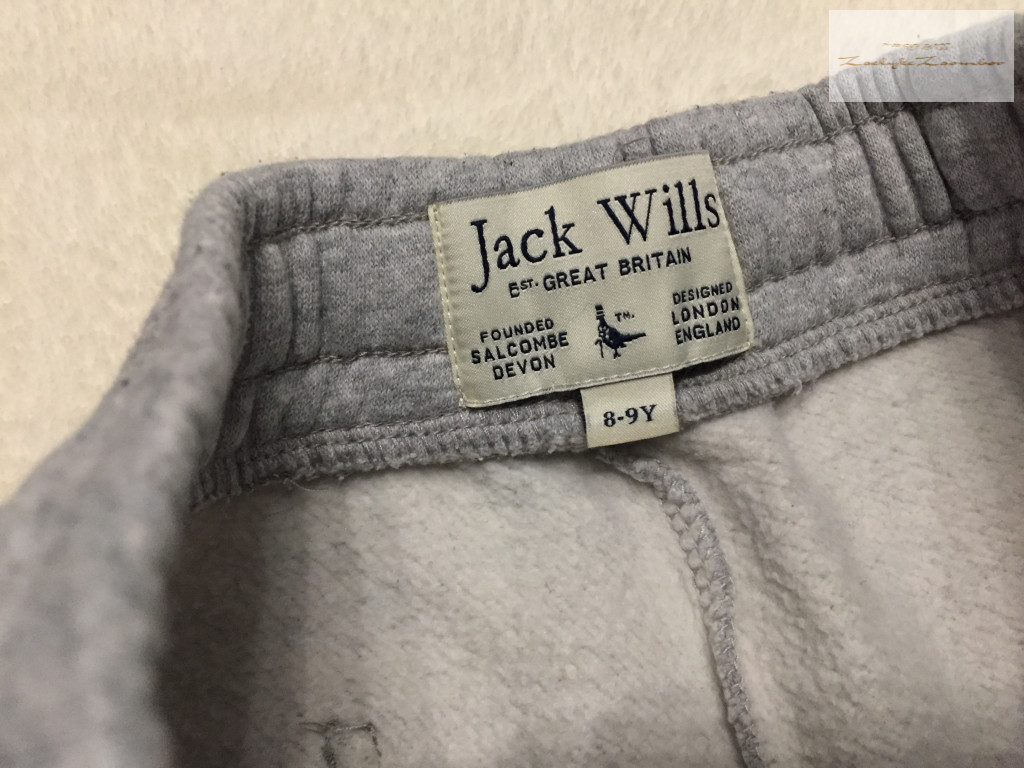 Jack Wills
EST. GREAT BRITAIN
FOUNDED
SALCOMBE
DEVON
TM.
DESIGNED
LONDON
ENGLAND
8-9Y